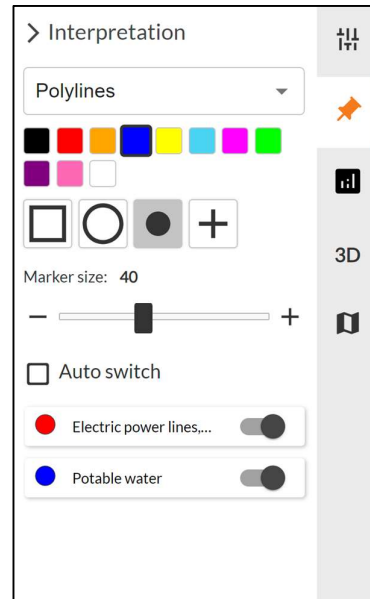 Interpretation
Polylines
Marker size: 40
3D
Auto switch
Electric power lines,...
Potable water